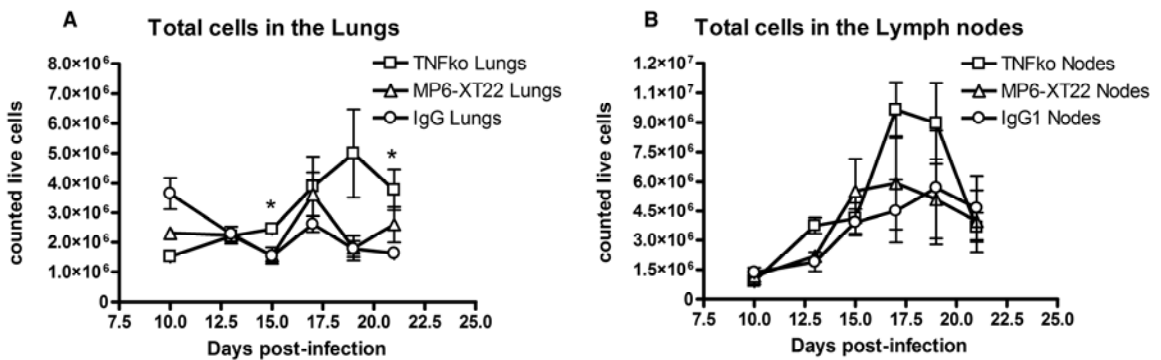 A
Total cells in the Lungs
8.0×10⁶
7.0×10⁶
6.0×10⁶
5.0×10⁶
4.0×10⁶
3.0×10⁶
2.0×10⁶
1.0×10⁶
0
counted live cells
TNFko Lungs
MP6-XT22 Lungs
IgG Lungs
*
*
7.5 10.0 12.5 15.0 17.5 20.0 22.5 25.0
Days post-infection
B
Total cells in the Lymph nodes
1.2×10⁷
1.1×10⁷
9.0×10⁶
7.5×10⁶
6.0×10⁶
4.5×10⁶
3.0×10⁶
1.5×10⁶
0
counted live cells
TNFko Nodes
MP6-XT22 Nodes
IgG1 Nodes
7.5 10.0 12.5 15.0 17.5 20.0 22.5 25.0
Days post-infection